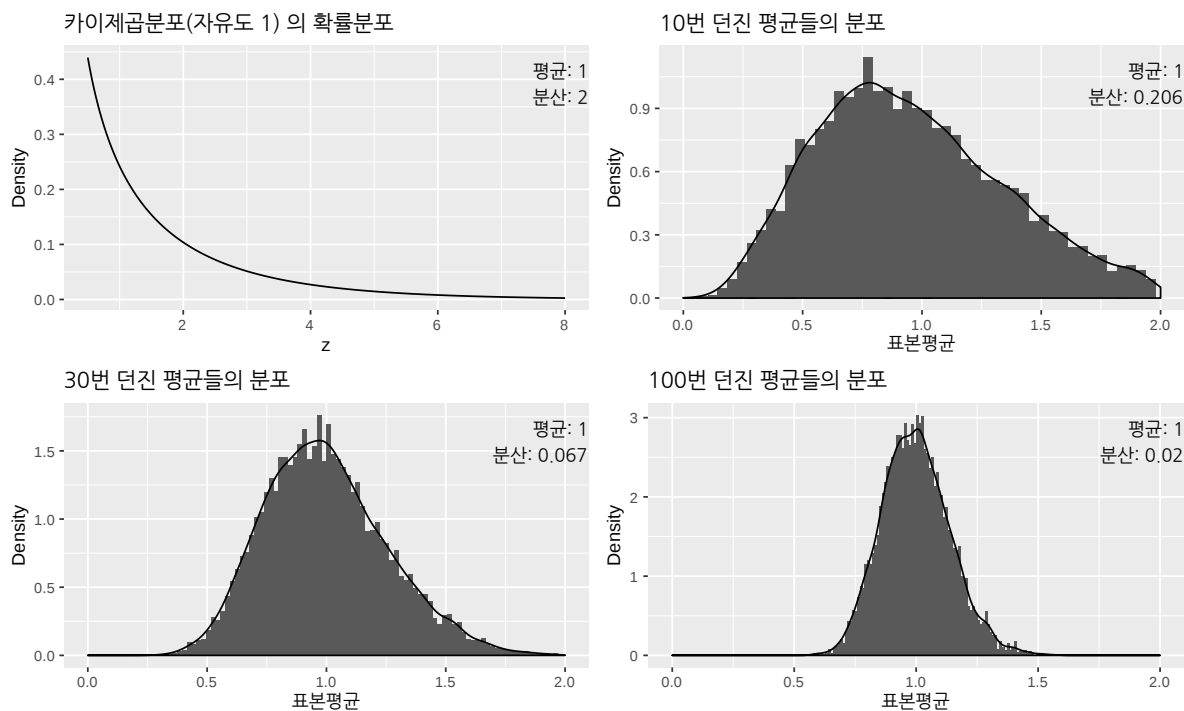 카이제곱분포(자유도 1) 의 확률분포
평균: 1
분산: 2
Density
0.4
0.3
0.2
0.1
0.0
2 4 6 8
z
10번 던진 평균들의 분포
평균: 1
분산: 0.206
Density
0.9
0.6
0.3
0.0
0.0 0.5 1.0 1.5 2.0
표본평균
30번 던진 평균들의 분포
평균: 1
분산: 0.067
Density
1.5
1.0
0.5
0.0
0.0 0.5 1.0 1.5 2.0
표본평균
100번 던진 평균들의 분포
평균: 1
분산: 0.02
Density
3
2
1
0
0.0 0.5 1.0 1.5 2.0
표본평균